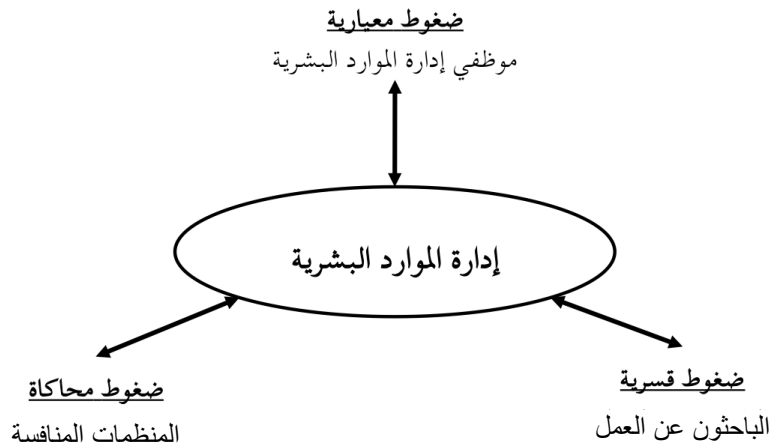 ضغوط معيارية
موظفي إدارة الموارد البشرية
إدارة الموارد البشرية
ضغوط قسرية
الباحثون عن العمل
ضغوط محاكاة
المنظمات المنافسة